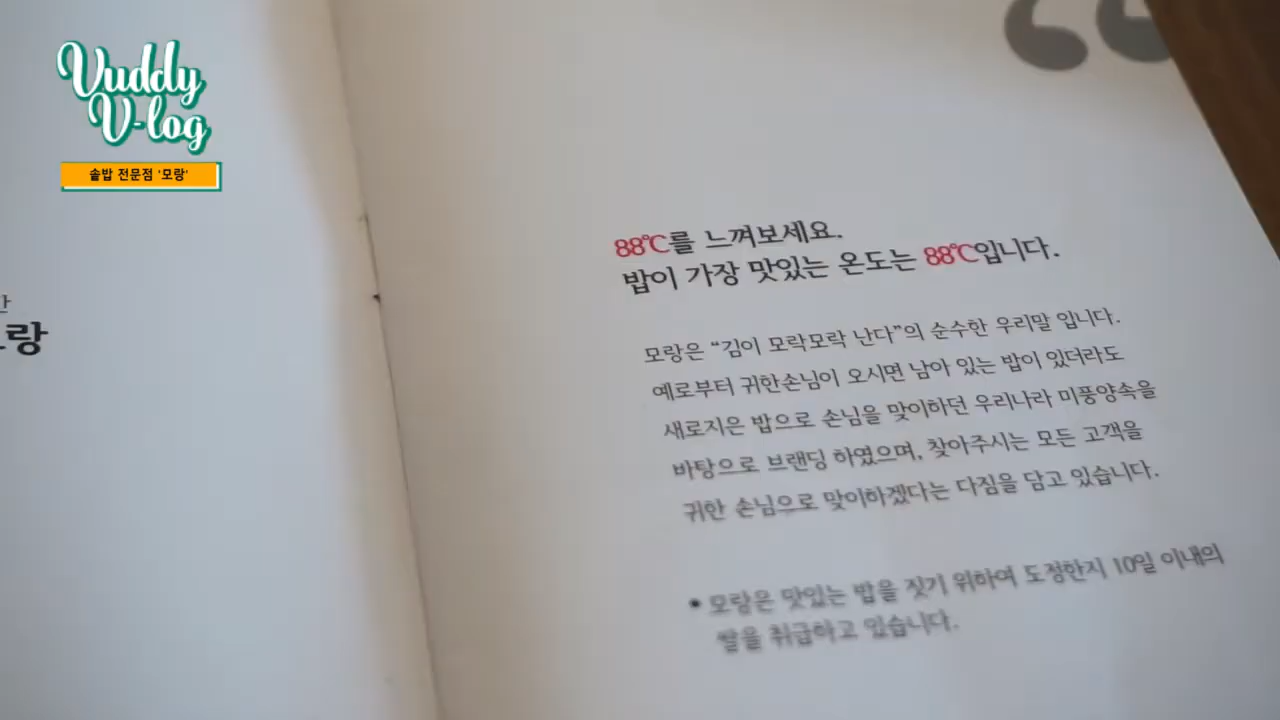 Vuddy
V-log
솥밥 전문점 '모랑'
랑
88℃를 느껴보세요.
밥이 가장 맛있는 온도는 88℃입니다.
모랑은 “김이 모락모락 난다”의 순수한 우리말 입니다.
예로부터 귀한손님이 오시면 남아 있는 밥이 있더라도
새로지은 밥으로 손님을 맞이하던 우리나라 미풍양속을
바탕으로 브랜딩 하였으며, 찾아주시는 모든 고객을
귀한 손님으로 맞이하겠다는 다짐을 담고 있습니다.
• 모랑은 맛있는 밥을 짓기 위하여 도정한지 10일 이내의
쌀을 취급하고 있습니다.